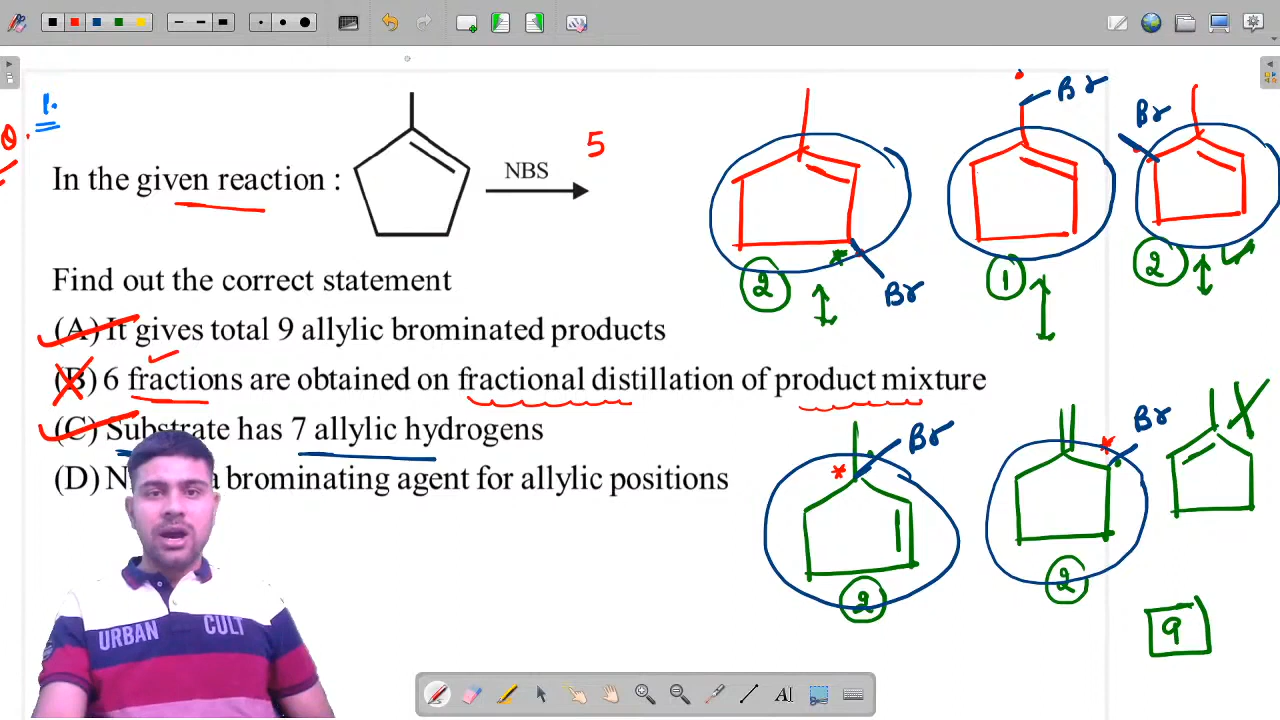 Q. 1.
In the given reaction :
NBS
5
Find out the correct statement
(A) It gives total 9 allylic brominated products
(B) 6 fractions are obtained on fractional distillation of product mixture
(C) Substrate has 7 allylic hydrogens
(D) a brominating agent for allylic positions
Br
Br
Br
2
1
2
Br
Br
2
2
9
URBAN CULT
AI